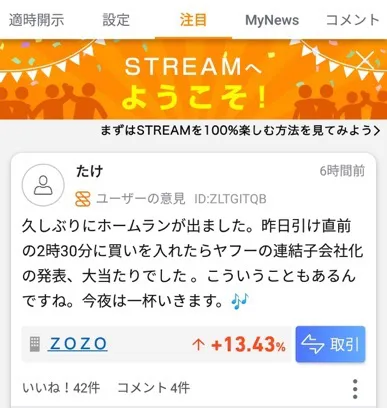 適時開示 設定 注目 MyNews コメント
STREAMへ
ようこそ!
まずはSTREAMを100%楽しむ方法を見てみよう>
たけ 6時間前
ユーザーの意見 ID:ZLTGITQB
久しぶりにホームランが出ました。昨日引け直前
の2時30分に買いを入れたらヤフーの連結子会社化
の発表、大当たりでした 。こういうこともあるん
ですね。今夜は一杯いきます。🎶
ＺＯＺＯ ↑ +13.43% 取引
いいね！42件 コメント 4件